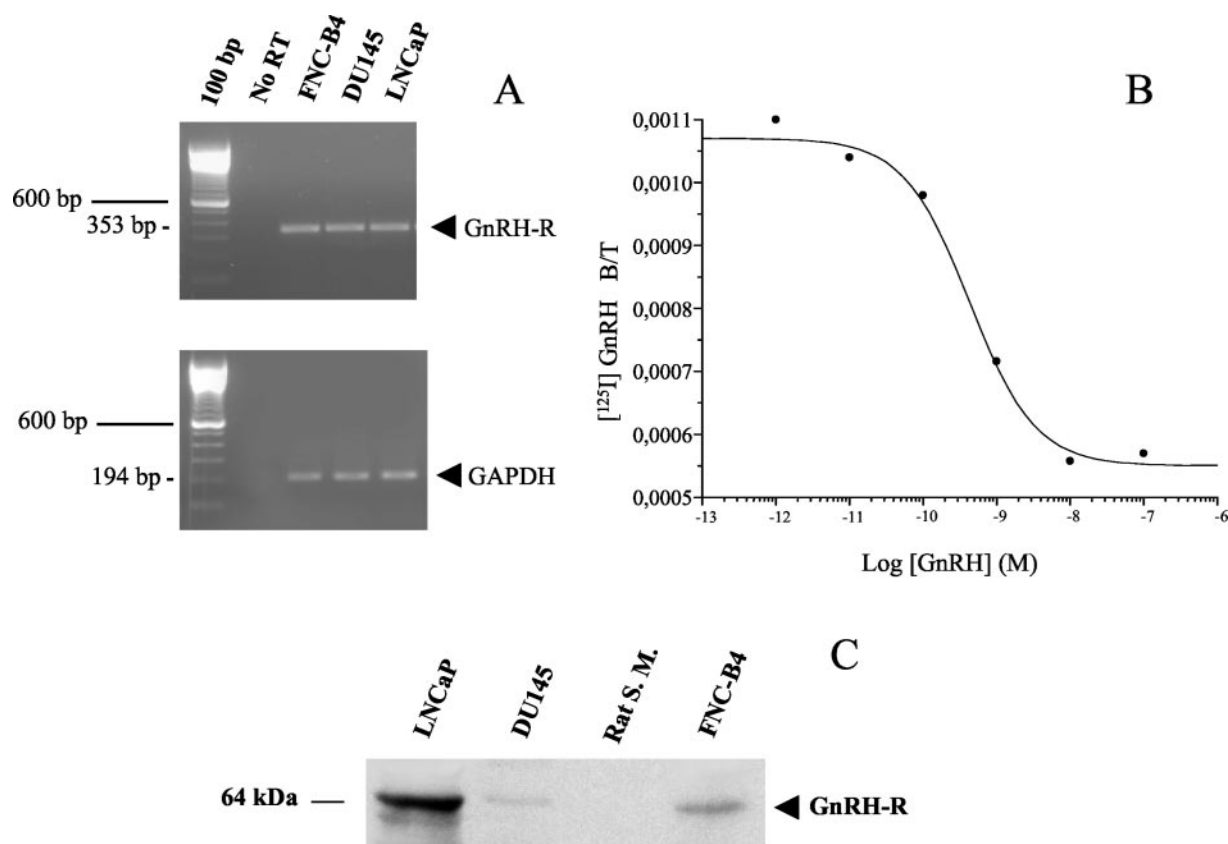 100 bp
No RT
FNC-B4
DU145
LNCaP
A
600 bp
353 bp -
GnRH-R
600 bp
194 bp -
GAPDH
B
[¹²⁵I] GnRH B/T
0,0011
0,0010
0,0009
0,0008
0,0007
0,0006
0,0005
-13
-12
-11
-10
-9
-8
-7
-6
Log [GnRH] (M)
C
LNCaP
DU145
Rat S. M.
FNC-B4
64 kDa
GnRH-R